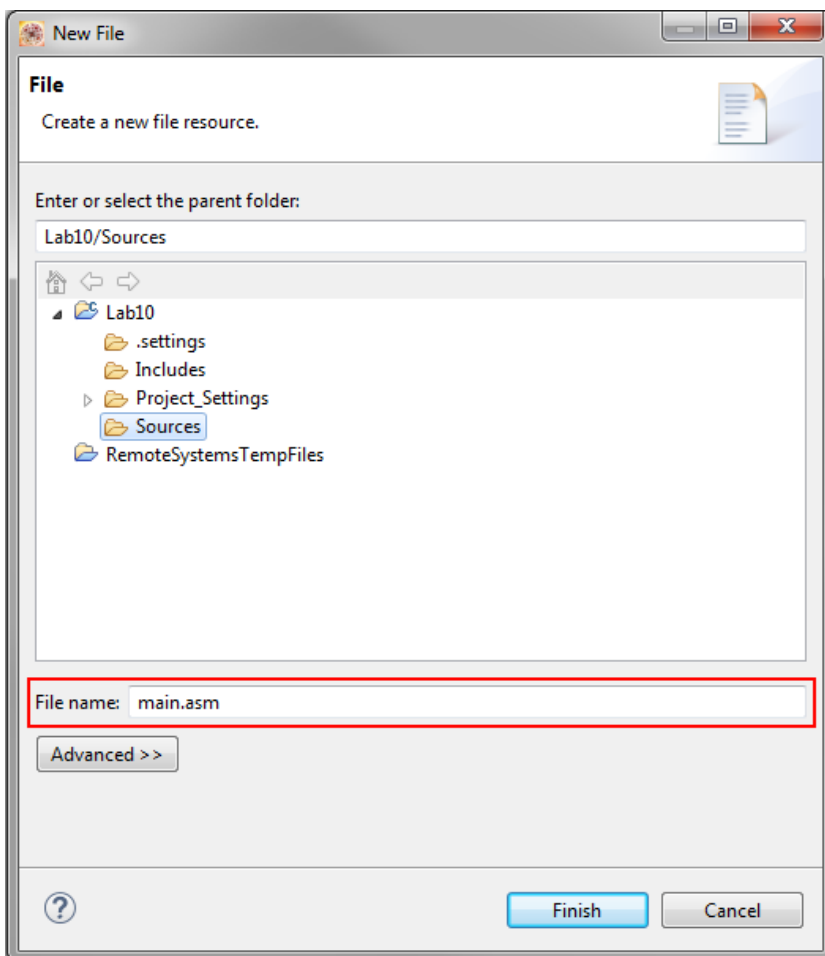 New File
File
Create a new file resource.
Enter or select the parent folder:
Lab10/Sources
Lab10
.settings
Includes
Project_Settings
Sources
RemoteSystemsTempFiles
File name: main.asm
Advanced >>
Finish Cancel